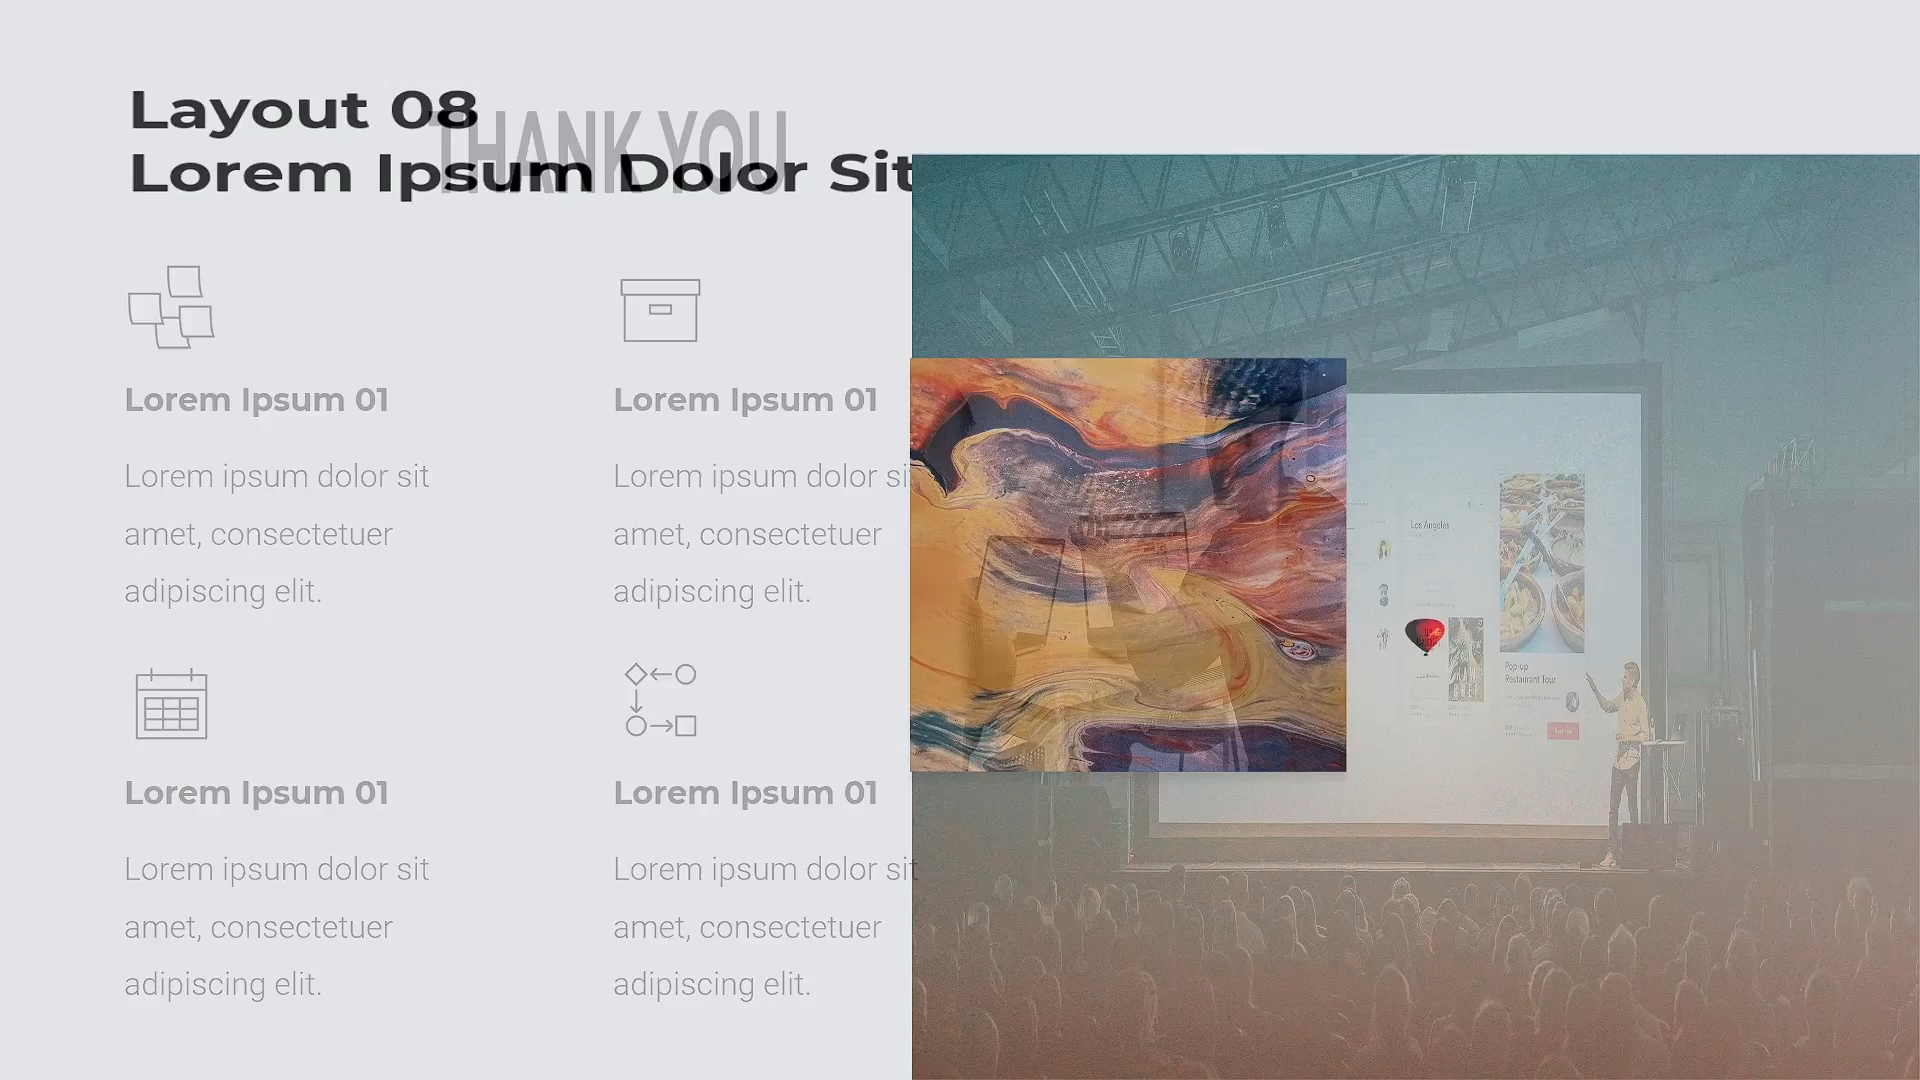 Layout 08
THANK YOU
Lorem Ipsum Dolor Sit
Lorem Ipsum 01
Lorem ipsum dolor sit
amet, consectetuer
adipiscing elit.
Lorem Ipsum 01
Lorem ipsum dolor sit
amet, consectetuer
adipiscing elit.
Lorem Ipsum 01
Lorem ipsum dolor sit
amet, consectetuer
adipiscing elit.
Lorem Ipsum 01
Lorem ipsum dolor sit
amet, consectetuer
adipiscing elit.
Los Angeles
Pop-up
Restaurant Tour